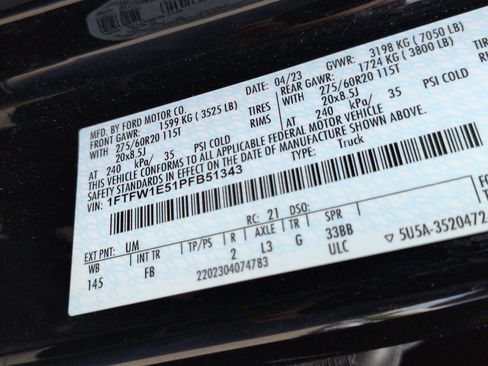 MFD. BY FORD MOTOR CO.
DATE: 04/23 GVWR: 3198 KG ( 7050 LB)
FRONT GAWR: 1599 KG ( 3525 LB) REAR GAWR: 1724 KG ( 3800 LB)
WITH 275/60R20 115T TIRES WITH 275/60R20 115T
20x8.5J RIMS 20x8.5J
AT 240 kPa/ 35 PSI COLD AT 240 kPa/ 35 PSI COLD
THIS VEHICLE CONFORMS TO ALL APPLICABLE FEDERAL MOTOR VEHICLE
SAFETY STANDARDS IN EFFECT ON THE DATE OF MANUFACTURE SHOWN ABOVE.
VIN: 1FTFW1E51PFB51343 TYPE: Truck
EXT PNT: UM RC: 21 DSO:
WB INT TR TP/PS R AXLE TR SPR
145 FB 2 L3 G 33BB
2202304074783 ULC 5U5A-3520472